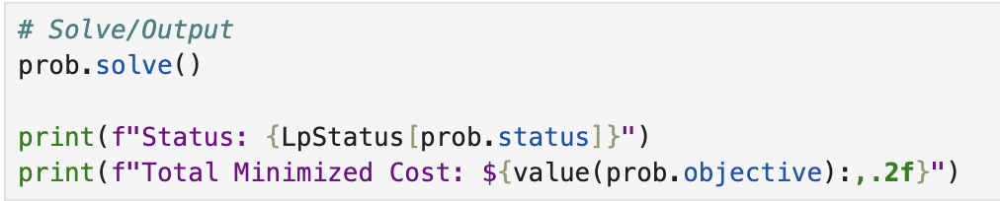 # Solve/Output
prob.solve()
print(f"Status: {LpStatus[prob.status]}")
print(f"Total Minimized Cost: ${value(prob.objective):,.2f}")